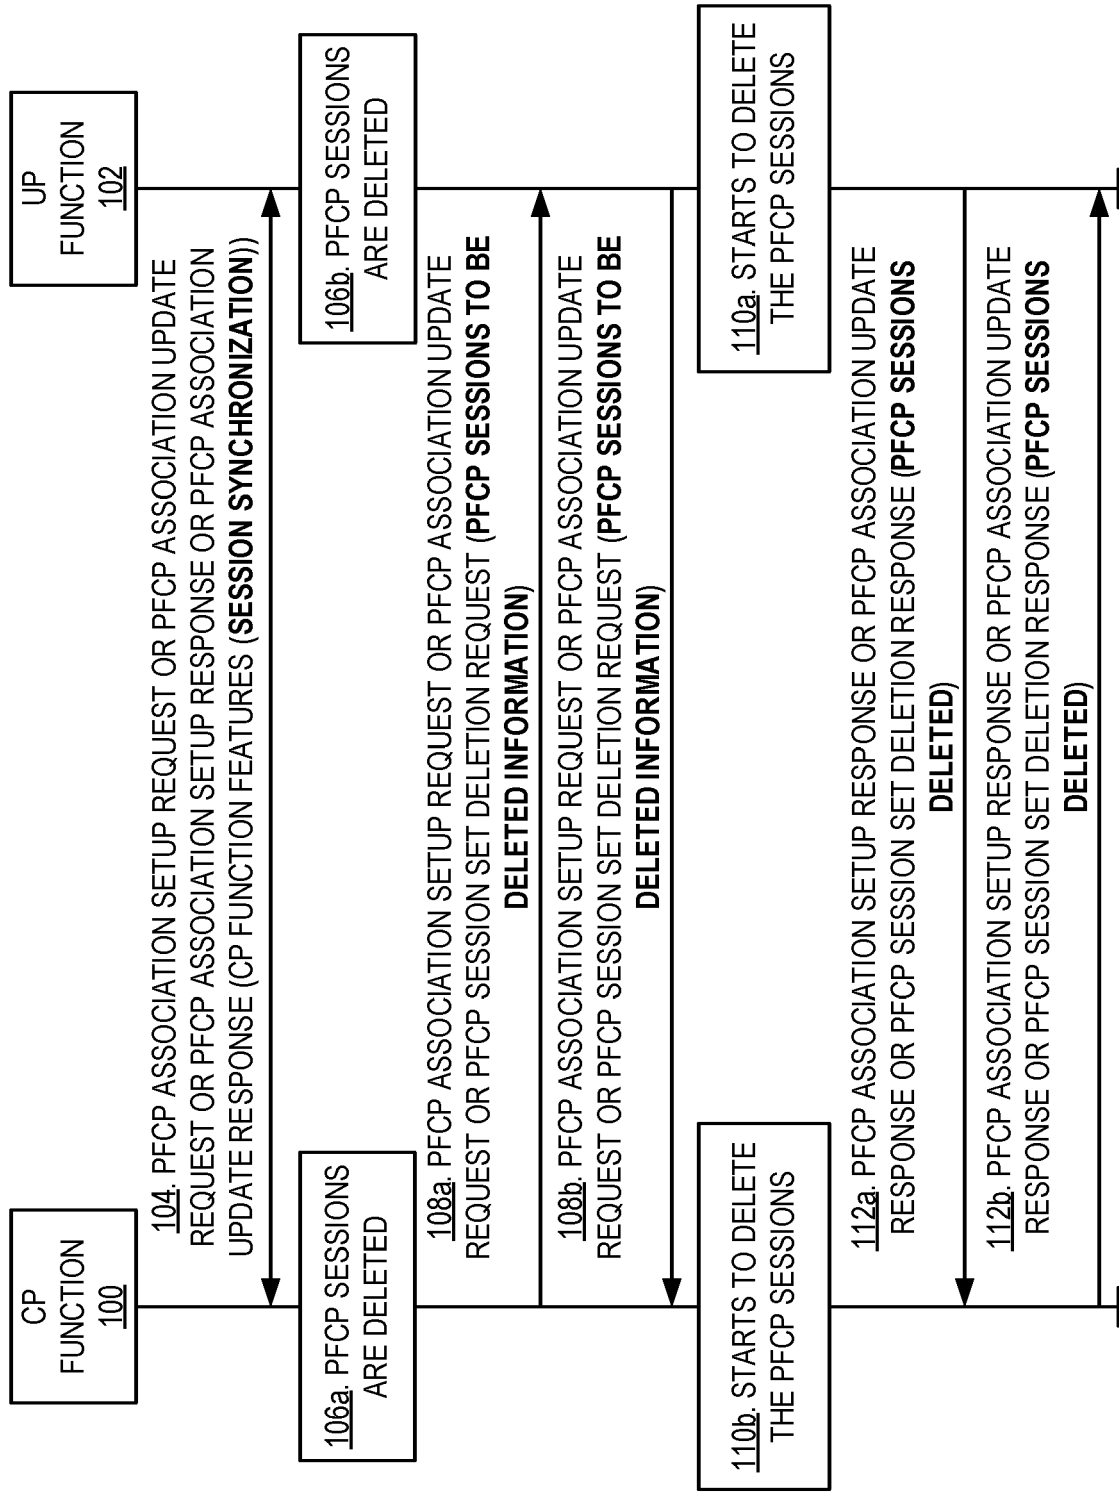 CP
FUNCTION
100
UP
FUNCTION
102
104. PFCP ASSOCIATION SETUP REQUEST OR PFCP ASSOCIATION UPDATE
REQUEST OR PFCP ASSOCIATION SETUP RESPONSE OR PFCP ASSOCIATION
UPDATE RESPONSE (CP FUNCTION FEATURES (SESSION SYNCHRONIZATION))
106a. PFCP SESSIONS
ARE DELETED
106b. PFCP SESSIONS
ARE DELETED
108a. PFCP ASSOCIATION SETUP REQUEST OR PFCP ASSOCIATION UPDATE
REQUEST OR PFCP SESSION SET DELETION REQUEST (PFCP SESSIONS TO BE
DELETED INFORMATION)
108b. PFCP ASSOCIATION SETUP REQUEST OR PFCP ASSOCIATION UPDATE
REQUEST OR PFCP SESSION SET DELETION REQUEST (PFCP SESSIONS TO BE
DELETED INFORMATION)
110b. STARTS TO DELETE
THE PFCP SESSIONS
110a. STARTS TO DELETE
THE PFCP SESSIONS
112a. PFCP ASSOCIATION SETUP RESPONSE OR PFCP ASSOCIATION UPDATE
RESPONSE OR PFCP SESSION SET DELETION RESPONSE (PFCP SESSIONS
DELETED)
112b. PFCP ASSOCIATION SETUP RESPONSE OR PFCP ASSOCIATION UPDATE
RESPONSE OR PFCP SESSION SET DELETION RESPONSE (PFCP SESSIONS
DELETED)